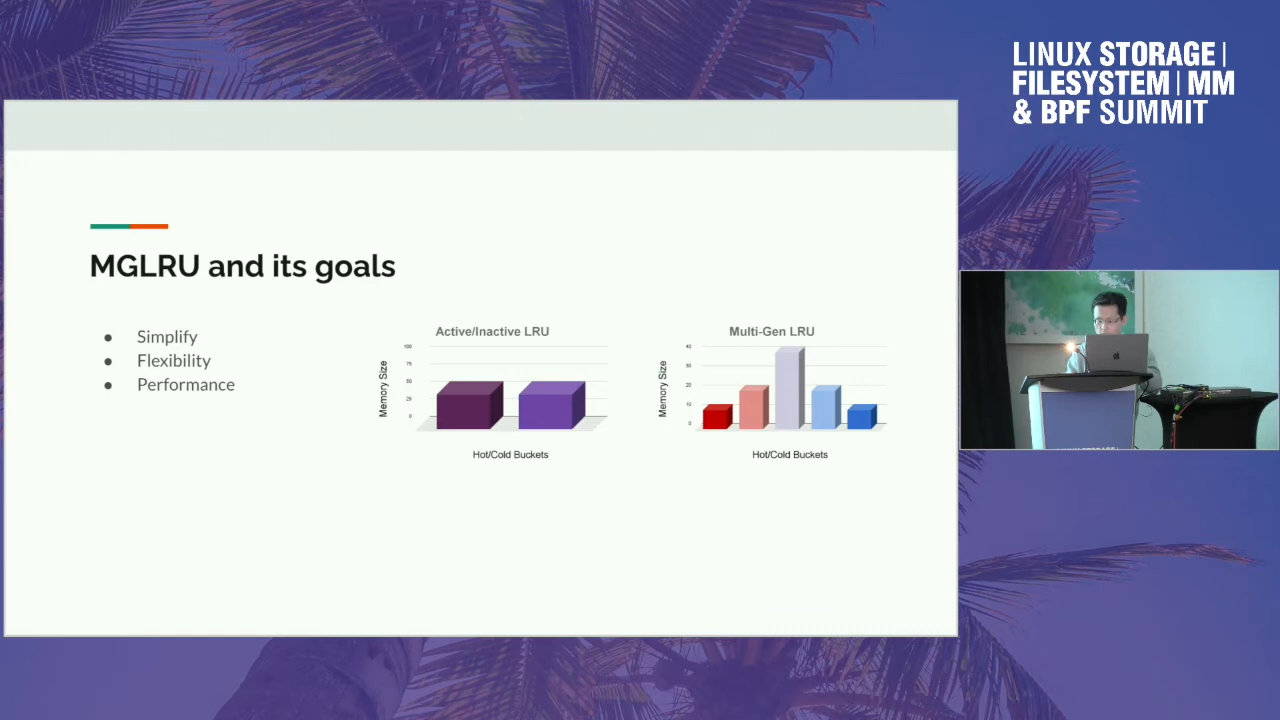 LINUX STORAGE |
FILESYSTEM | MM
& BPF SUMMIT
MGLRU and its goals
● Simplify
● Flexibility
● Performance
Active/Inactive LRU
Memory Size
100
75
50
25
0
Hot/Cold Buckets
Multi-Gen LRU
Memory Size
40
30
20
10
0
Hot/Cold Buckets